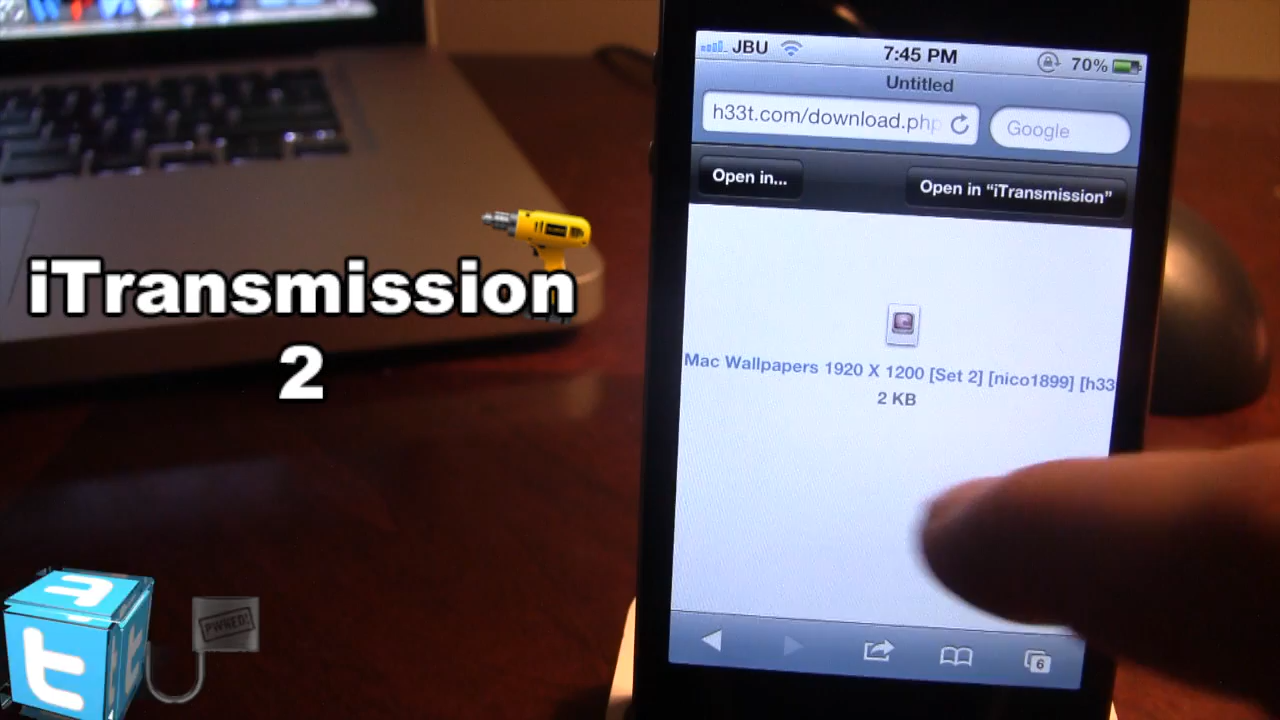 JBU 7:45 PM 70%
Untitled
h33t.com/download.php Google
Open in... Open in “iTransmission”
Mac Wallpapers 1920 X 1200 [Set 2] [nico1899] [h33
2 KB
6
iTransmission
2
t
PWNED!